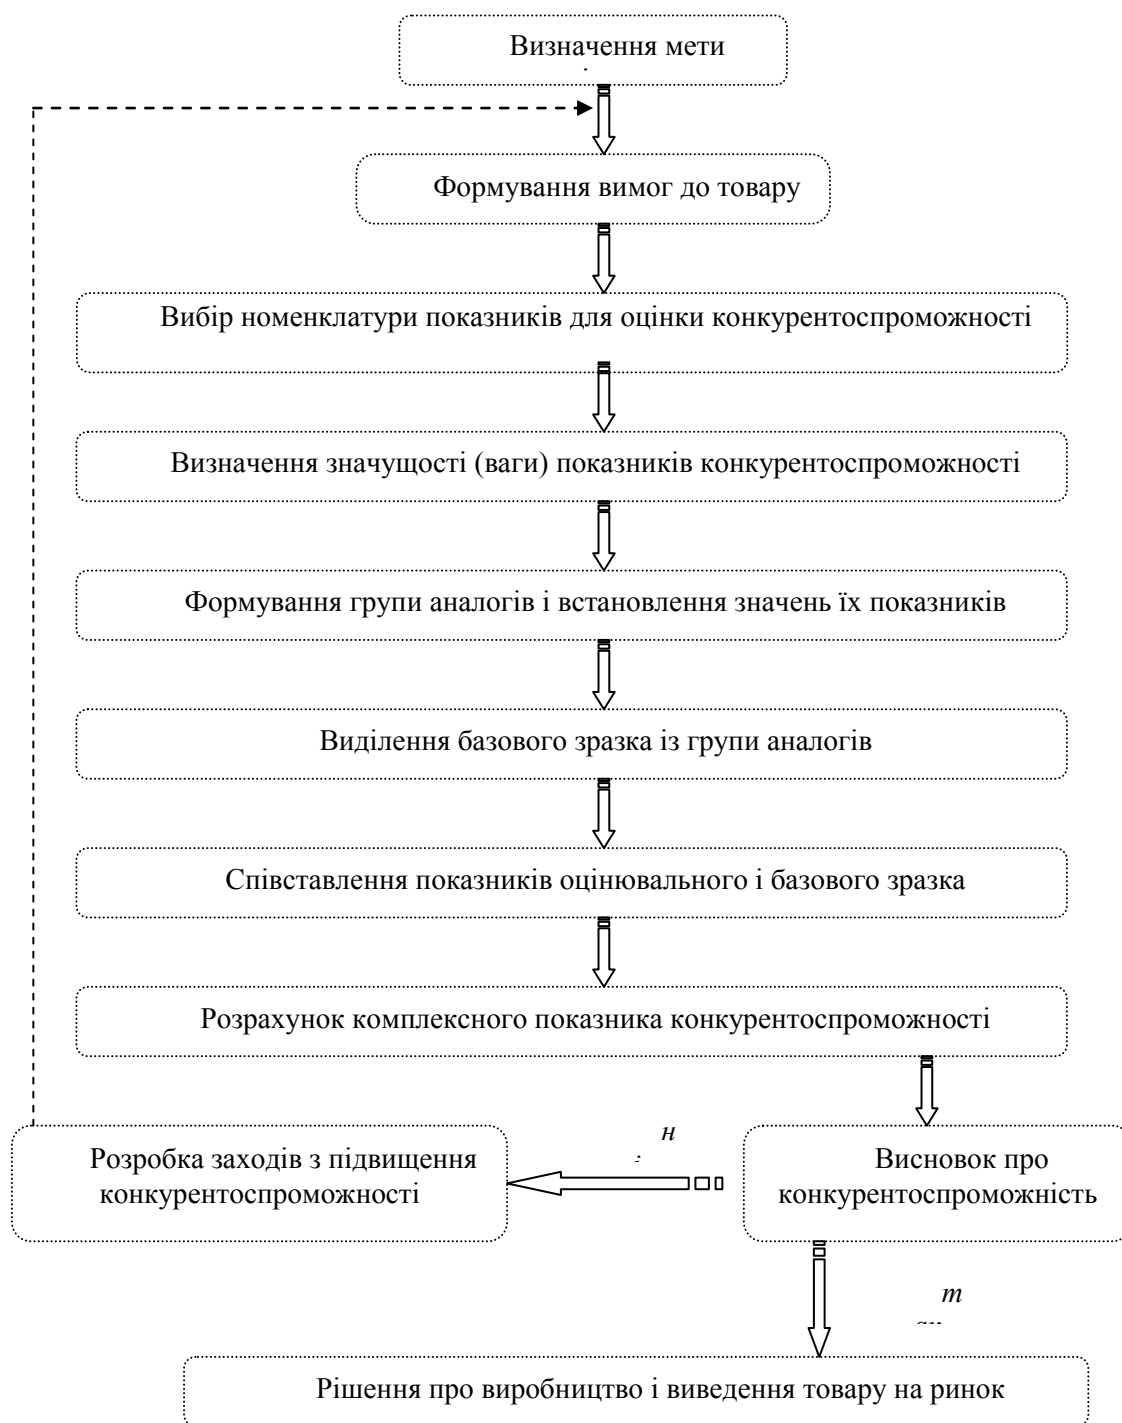 Визначення мети
Формування вимог до товару
Вибір номенклатури показників для оцінки конкурентоспроможності
Визначення значущості (ваги) показників конкурентоспроможності
Формування групи аналогів і встановлення значень їх показників
Виділення базового зразка із групи аналогів
Співставлення показників оцінювального і базового зразка
Розрахунок комплексного показника конкурентоспроможності
Розробка заходів з підвищення
конкурентоспроможності
н
Висновок про
конкурентоспроможність
т
Рішення про виробництво і виведення товару на ринок